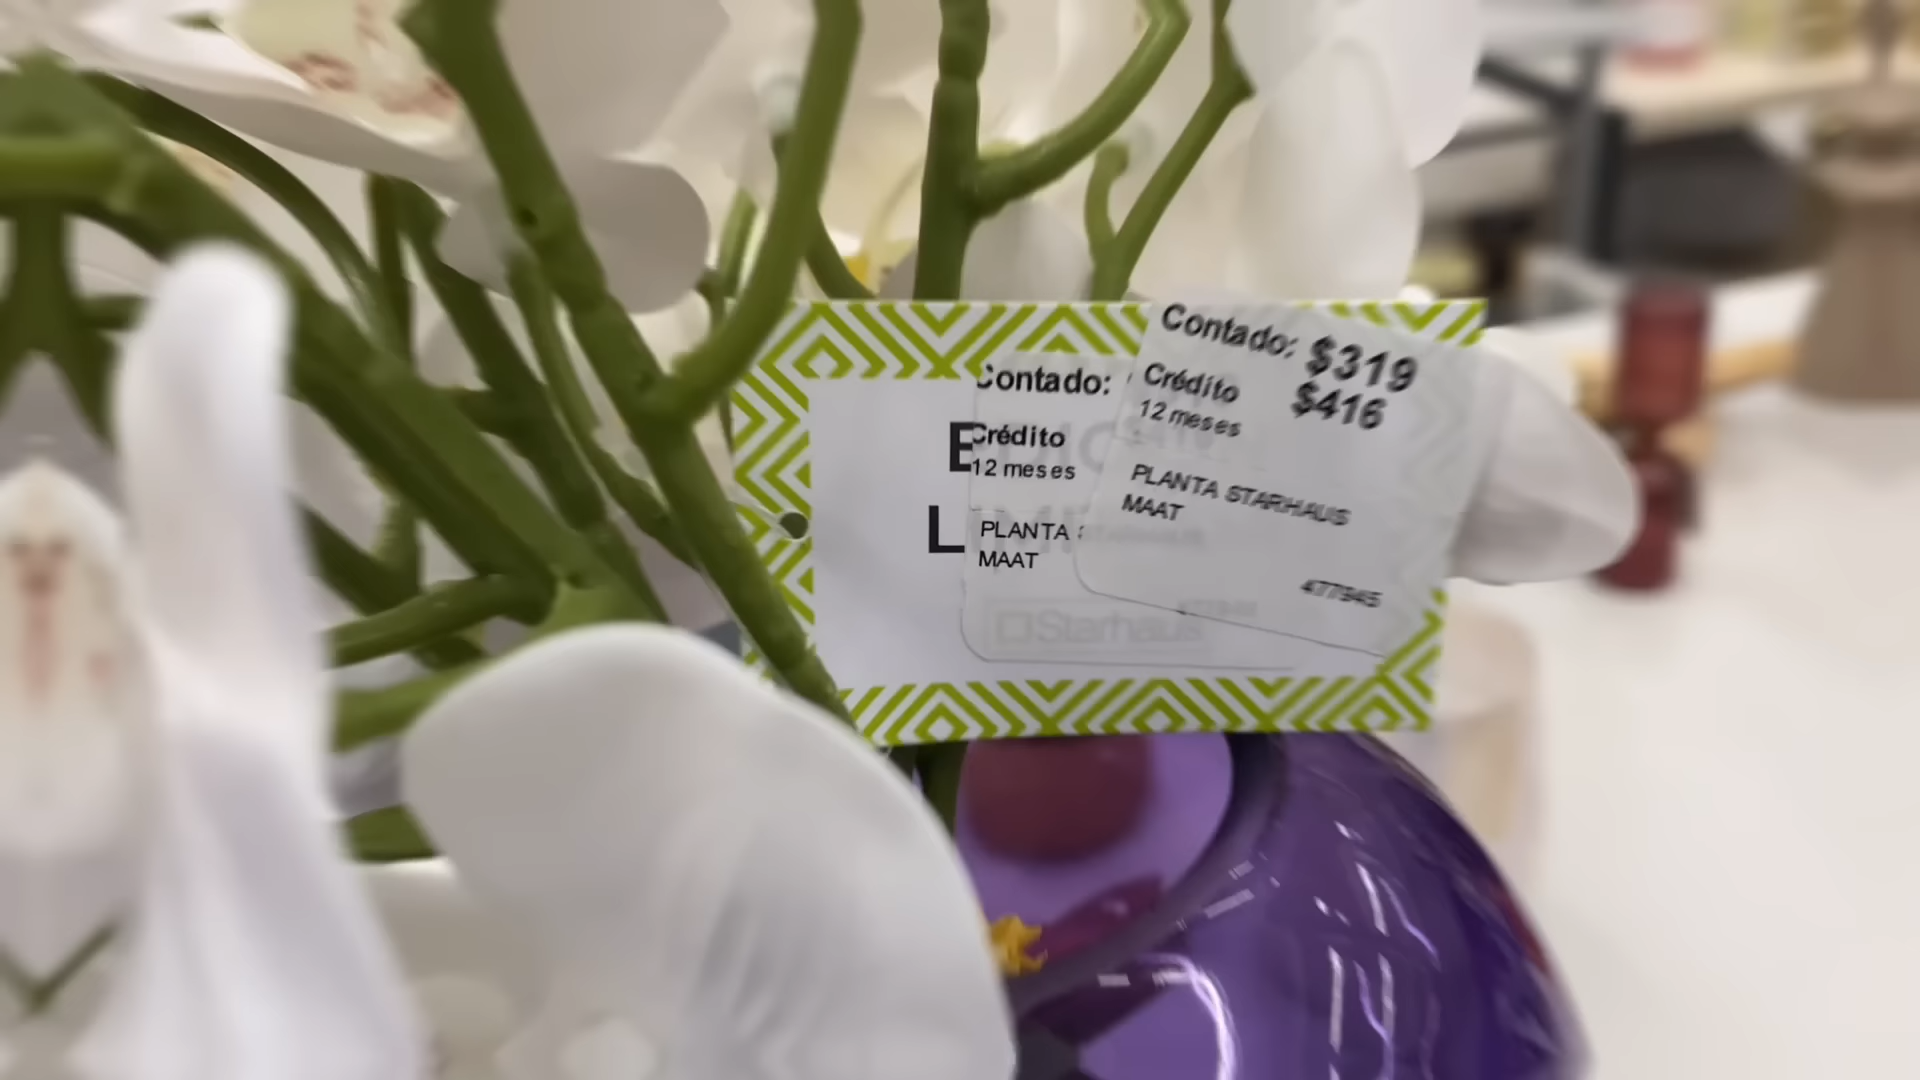 Contado: $319
Crédito $416
12 meses
PLANTA STARHAUS
MAAT
477945
Contado:
Crédito
12 meses
PLANTA
MAAT
Starhaus